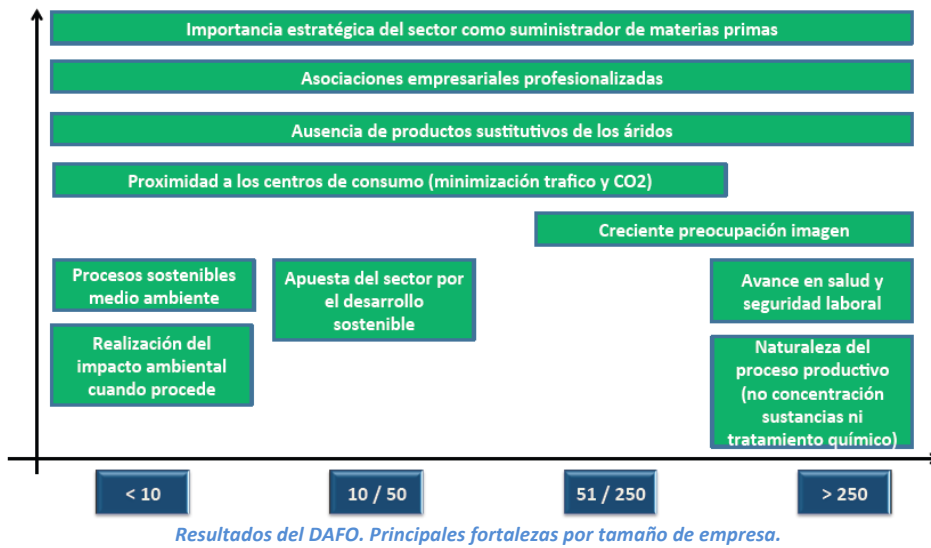 Importancia estratégica del sector como suministrador de materias primas
Asociaciones empresariales profesionalizadas
Ausencia de productos sustitutivos de los áridos
Proximidad a los centros de consumo (minimización trafico y CO2)
Creciente preocupación imagen
Procesos sostenibles
medio ambiente
Apuesta del sector por
el desarrollo
sostenible
Avance en salud y
seguridad laboral
Realización del
impacto ambiental
cuando procede
Naturaleza del
proceso productivo
(no concentración
sustancias ni
tratamiento químico)
< 10
10 / 50
51 / 250
> 250
Resultados del DAFO. Principales fortalezas por tamaño de empresa.